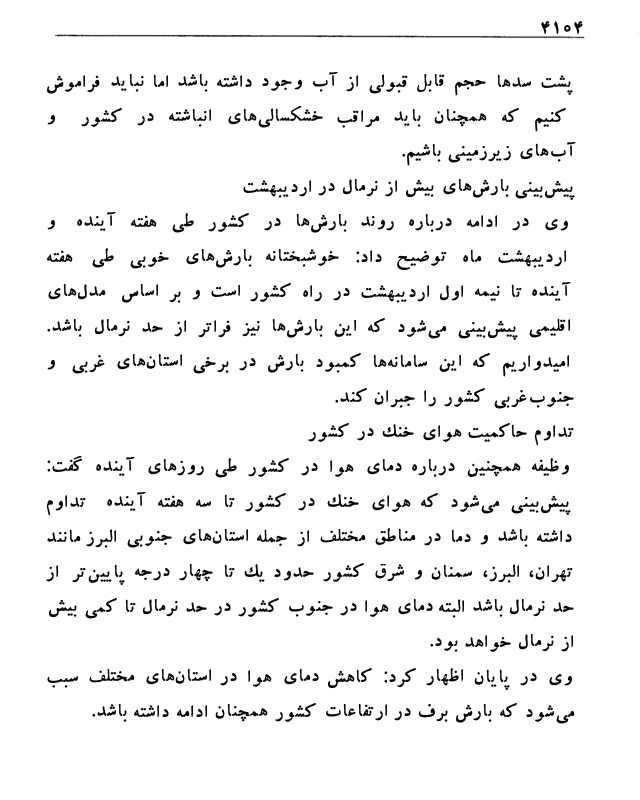 ۴۱۰۴
پشت سدها حجم قابل قبولی از آب وجود داشته باشد اما نباید فراموش
کنیم که همچنان باید مراقب خشکسالی‌های انباشته در کشور و
آب‌های زیرزمینی باشیم.
پیش‌بینی بارش‌های بیش از نرمال در اردیبهشت
وی در ادامه درباره روند بارش‌ها در کشور طی هفته آینده و
اردیبهشت ماه توضیح داد: خوشبختانه بارش‌های خوبی طی هفته
آینده تا نیمه اول اردیبهشت در راه کشور است و بر اساس مدل‌های
اقلیمی پیش‌بینی می‌شود که این بارش‌ها نیز فراتر از حد نرمال باشد.
امیدواریم که این سامانه‌ها کمبود بارش در برخی استان‌های غربی و
جنوب‌غربی کشور را جبران کند.
تداوم حاکمیت هوای خنك در کشور
وظیفه همچنین درباره دمای هوا در کشور طی روزهای آینده گفت:
پیش‌بینی می‌شود که هوای خنك در کشور تا سه هفته آینده تداوم
داشته باشد و دما در مناطق مختلف از جمله استان‌های جنوبی البرز مانند
تهران، البرز، سمنان و شرق کشور حدود یك تا چهار درجه پایین‌تر از
حد نرمال باشد البته دمای هوا در جنوب کشور در حد نرمال تا کمی بیش
از نرمال خواهد بود.
وی در پایان اظهار کرد: کاهش دمای هوا در استان‌های مختلف سبب
می‌شود که بارش برف در ارتفاعات کشور همچنان ادامه داشته باشد.